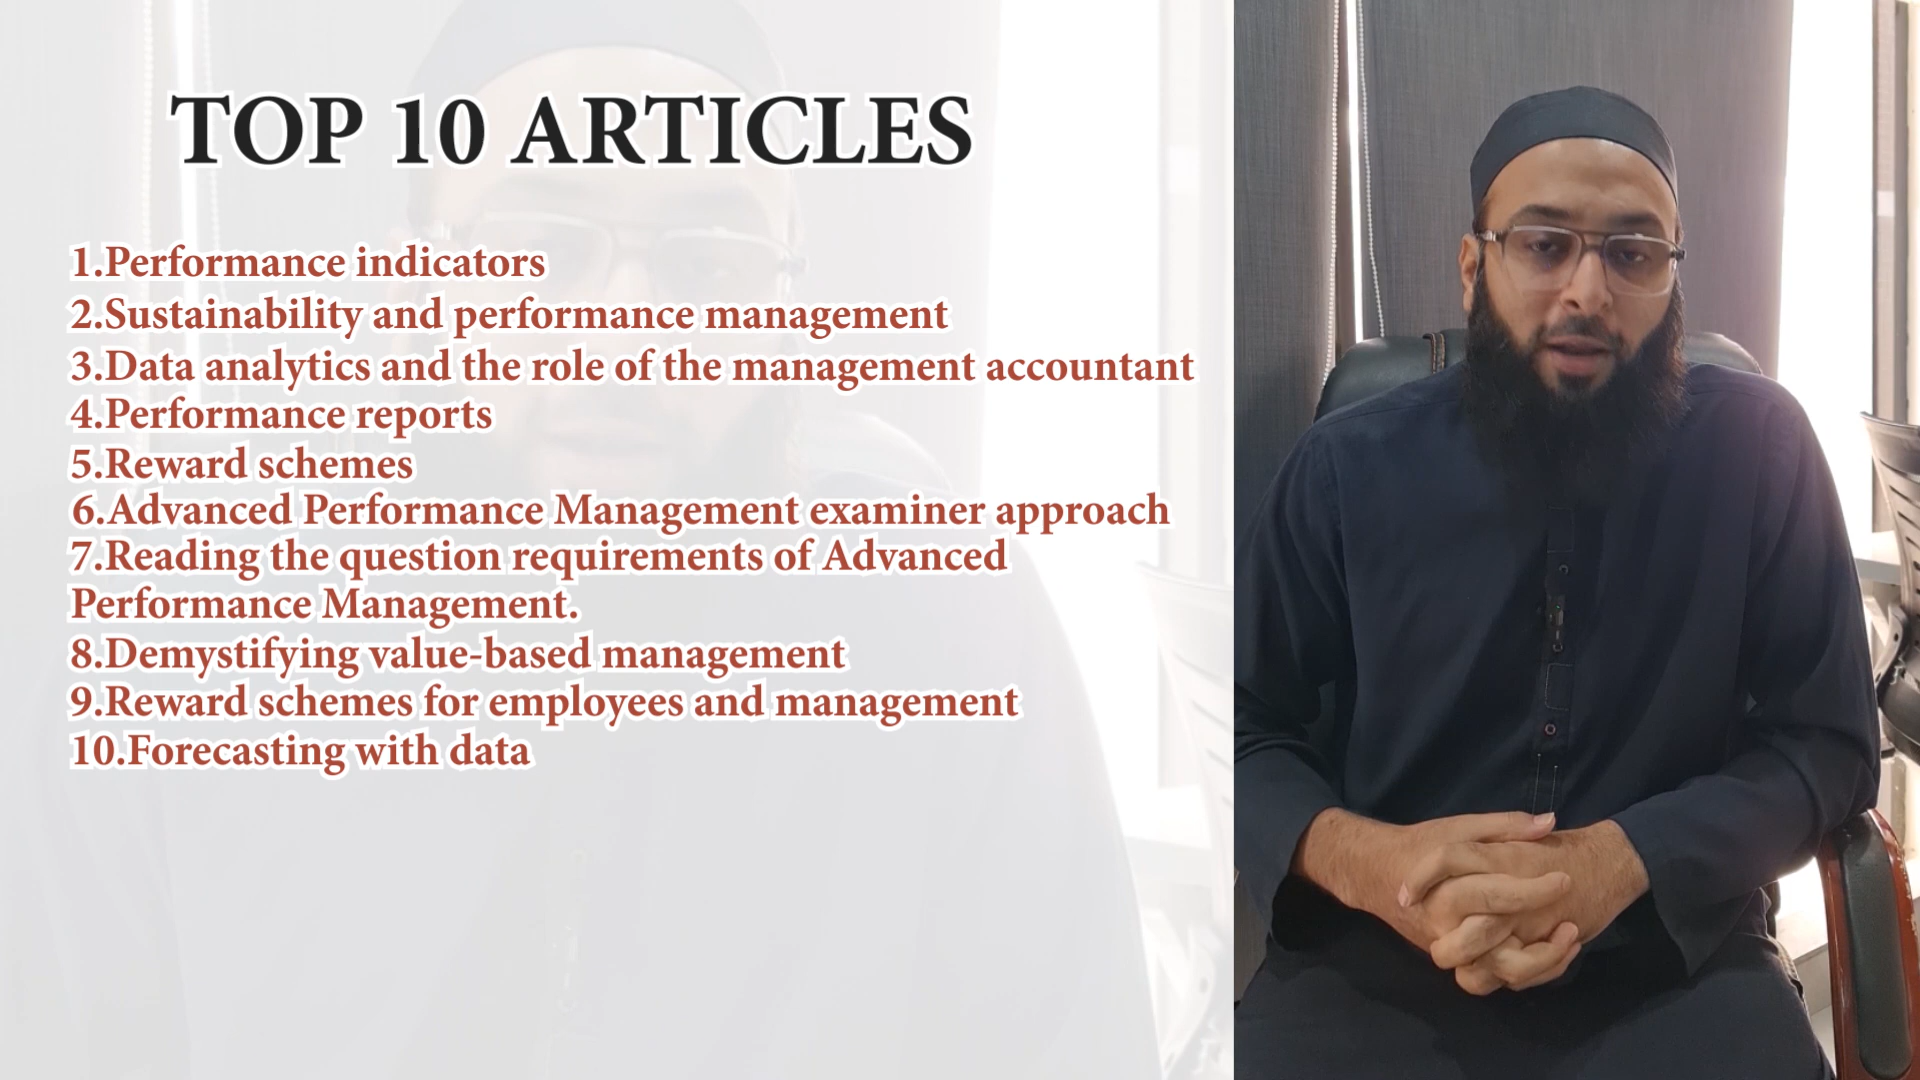 TOP 10 ARTICLES
1.Performance indicators
2.Sustainability and performance management
3.Data analytics and the role of the management accountant
4.Performance reports
5.Reward schemes
6.Advanced Performance Management examiner approach
7.Reading the question requirements of Advanced
Performance Management.
8.Demystifying value-based management
9.Reward schemes for employees and management
10.Forecasting with data